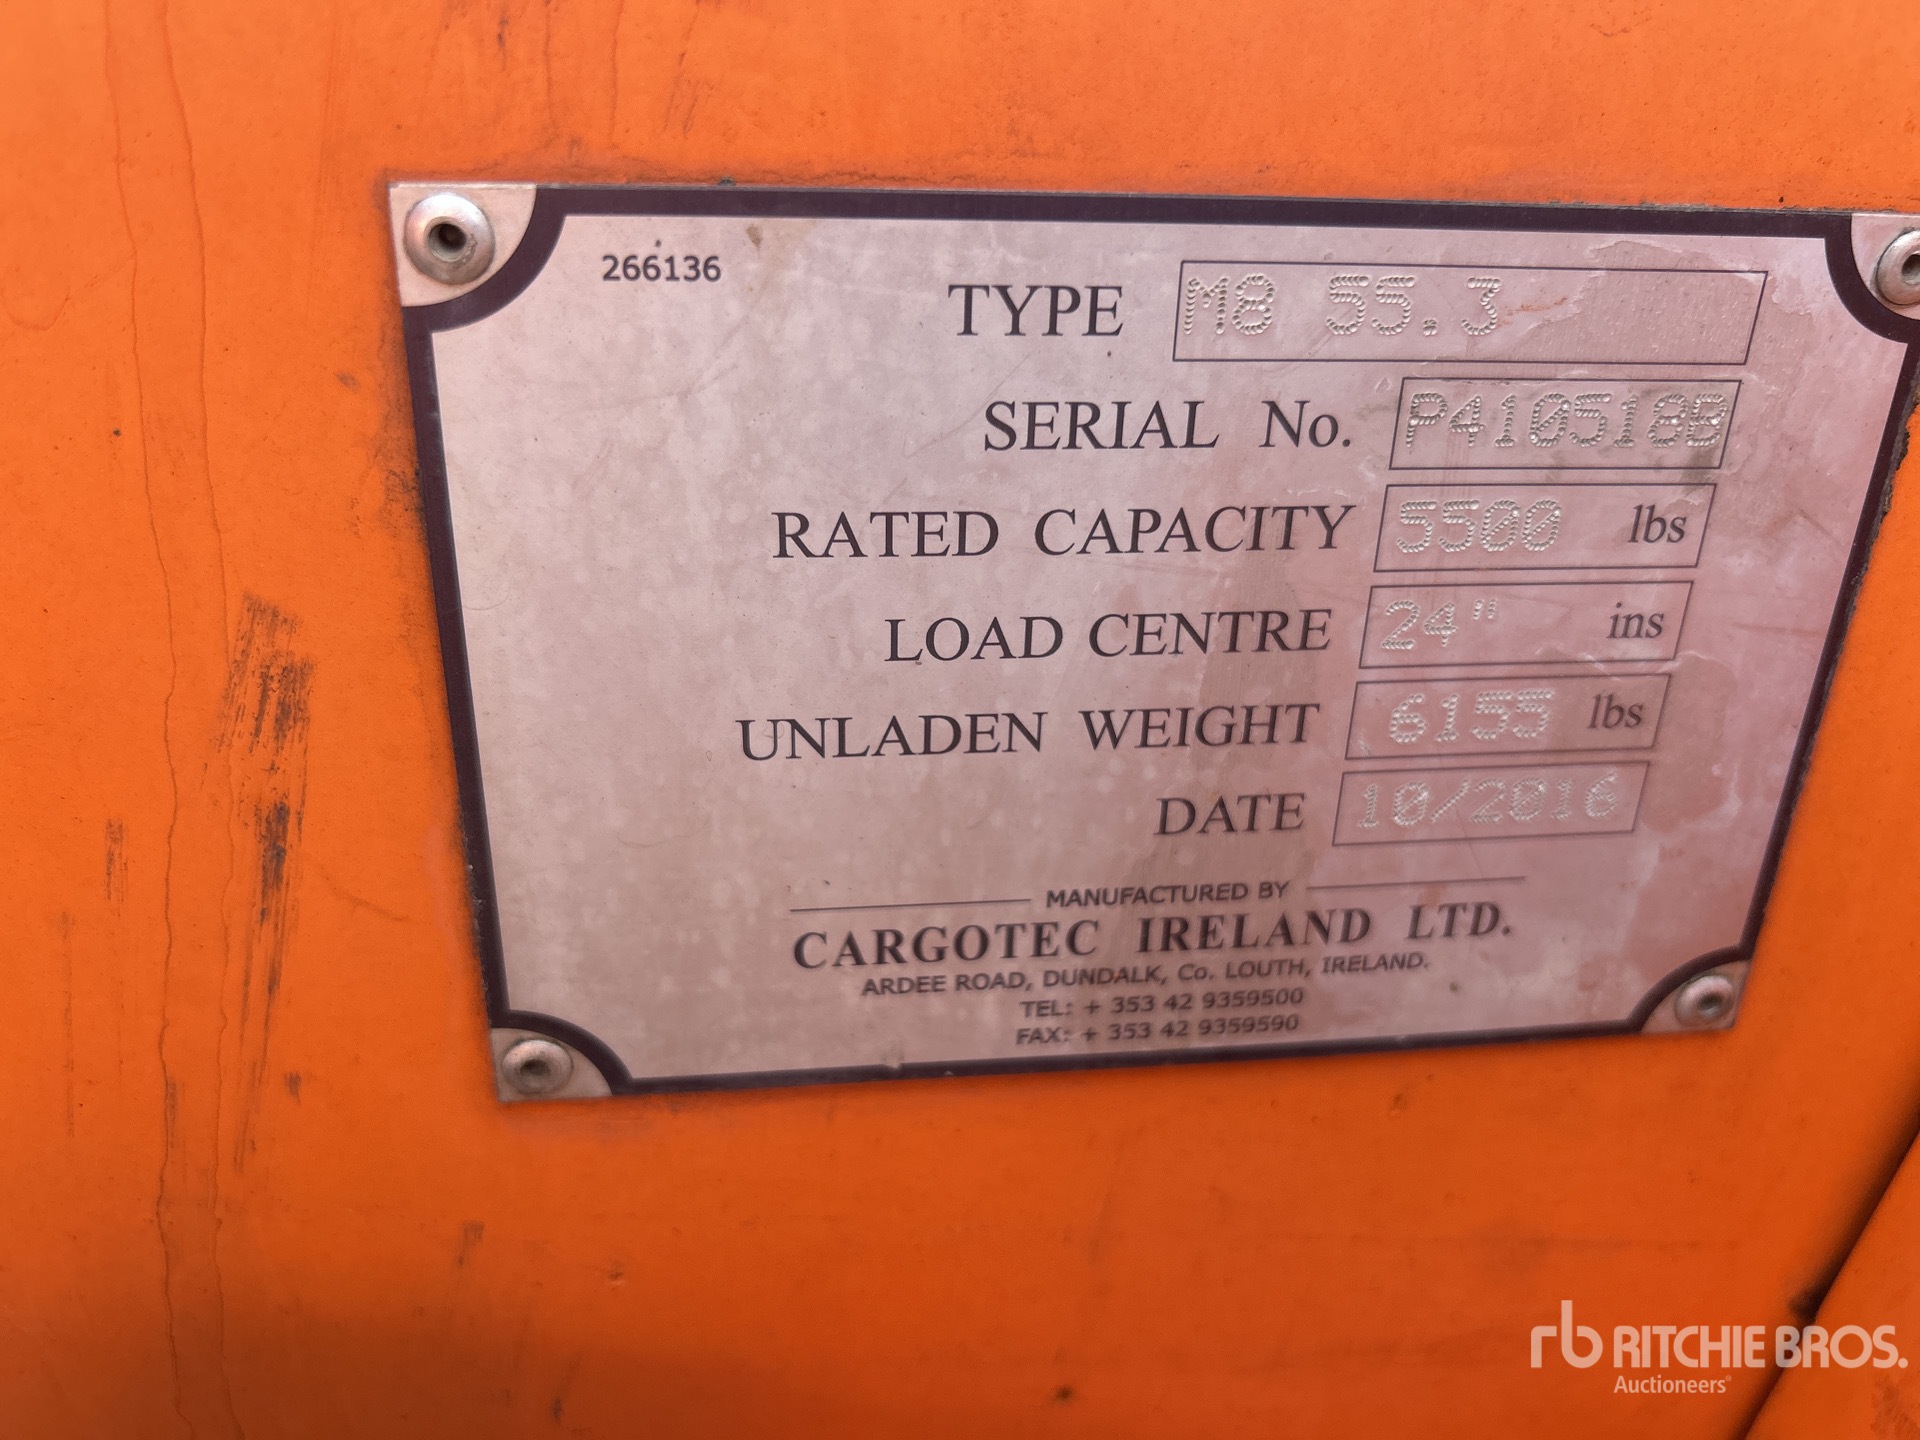 266136
TYPE M8 55.3
SERIAL No. P410518B
RATED CAPACITY 5500 lbs
LOAD CENTRE 24" ins
UNLADEN WEIGHT 6155 lbs
DATE 10/2016
MANUFACTURED BY
CARGOTEC IRELAND LTD.
ARDEE ROAD, DUNDALK, Co. LOUTH, IRELAND.
TEL: + 353 42 9359500
FAX: + 353 42 9359590
rb RITCHIE BROS.
Auctioneers